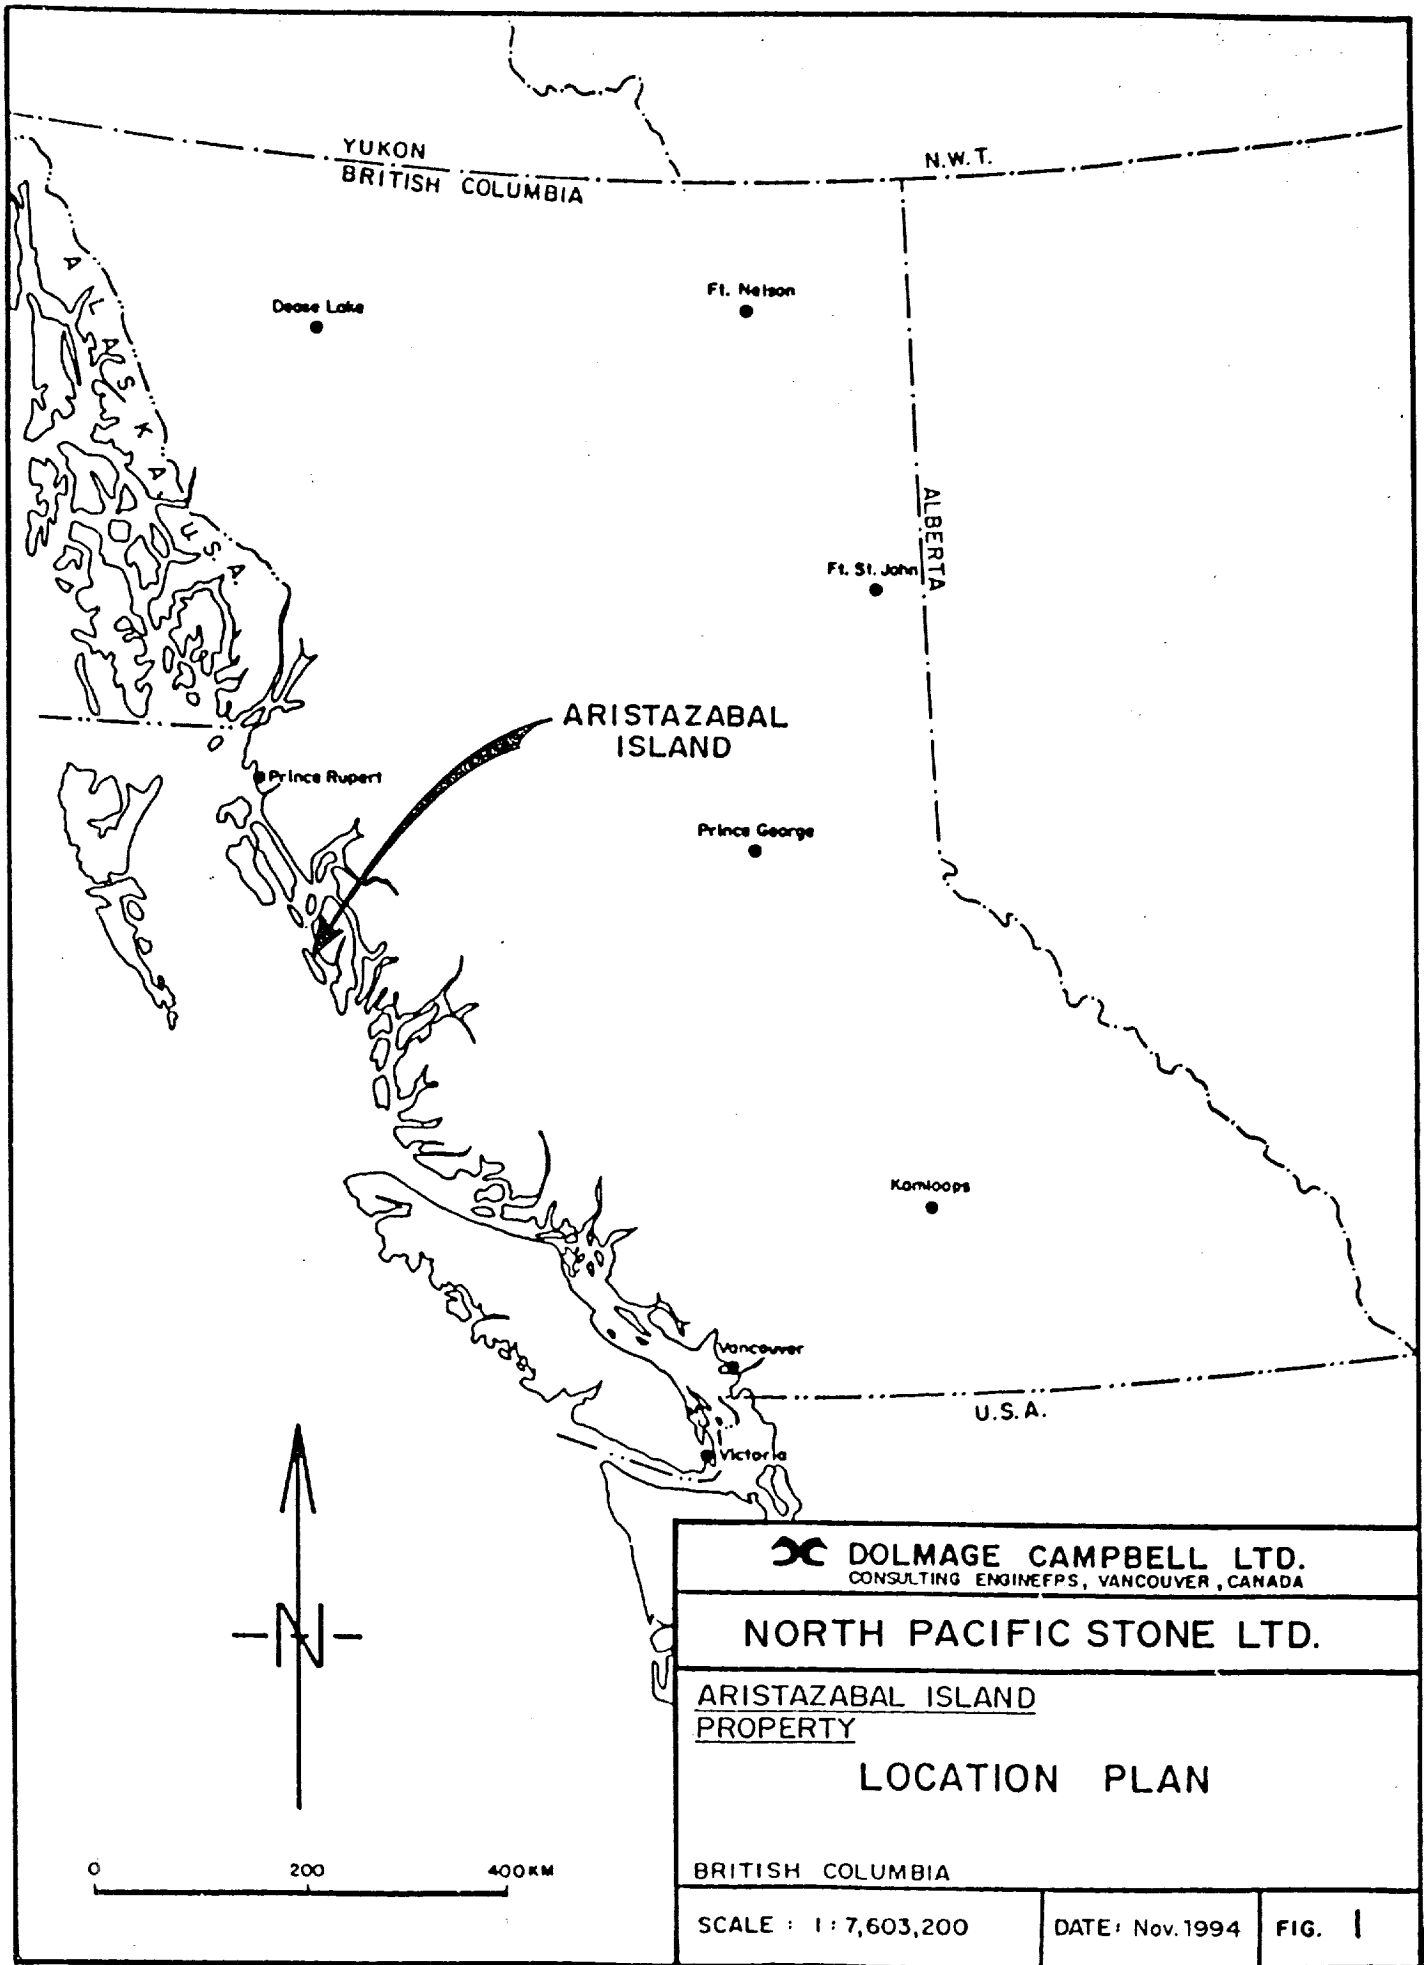 YUKON
BRITISH COLUMBIA
N.W.T.
ALASKA
U.S.A.
Dease Lake
Ft. Nelson
ALBERTA
Ft. St. John
ARISTAZABAL
ISLAND
Prince Rupert
Prince George
Kamloops
Vancouver
U.S.A.
Victoria
N
DOLMAGE CAMPBELL LTD.
CONSULTING ENGINEFPS, VANCOUVER, CANADA
NORTH PACIFIC STONE LTD.
ARISTAZABAL ISLAND
PROPERTY
LOCATION PLAN
BRITISH COLUMBIA
0 200 400 KM
SCALE : 1 : 7,603,200
DATE: Nov. 1994
FIG. 1